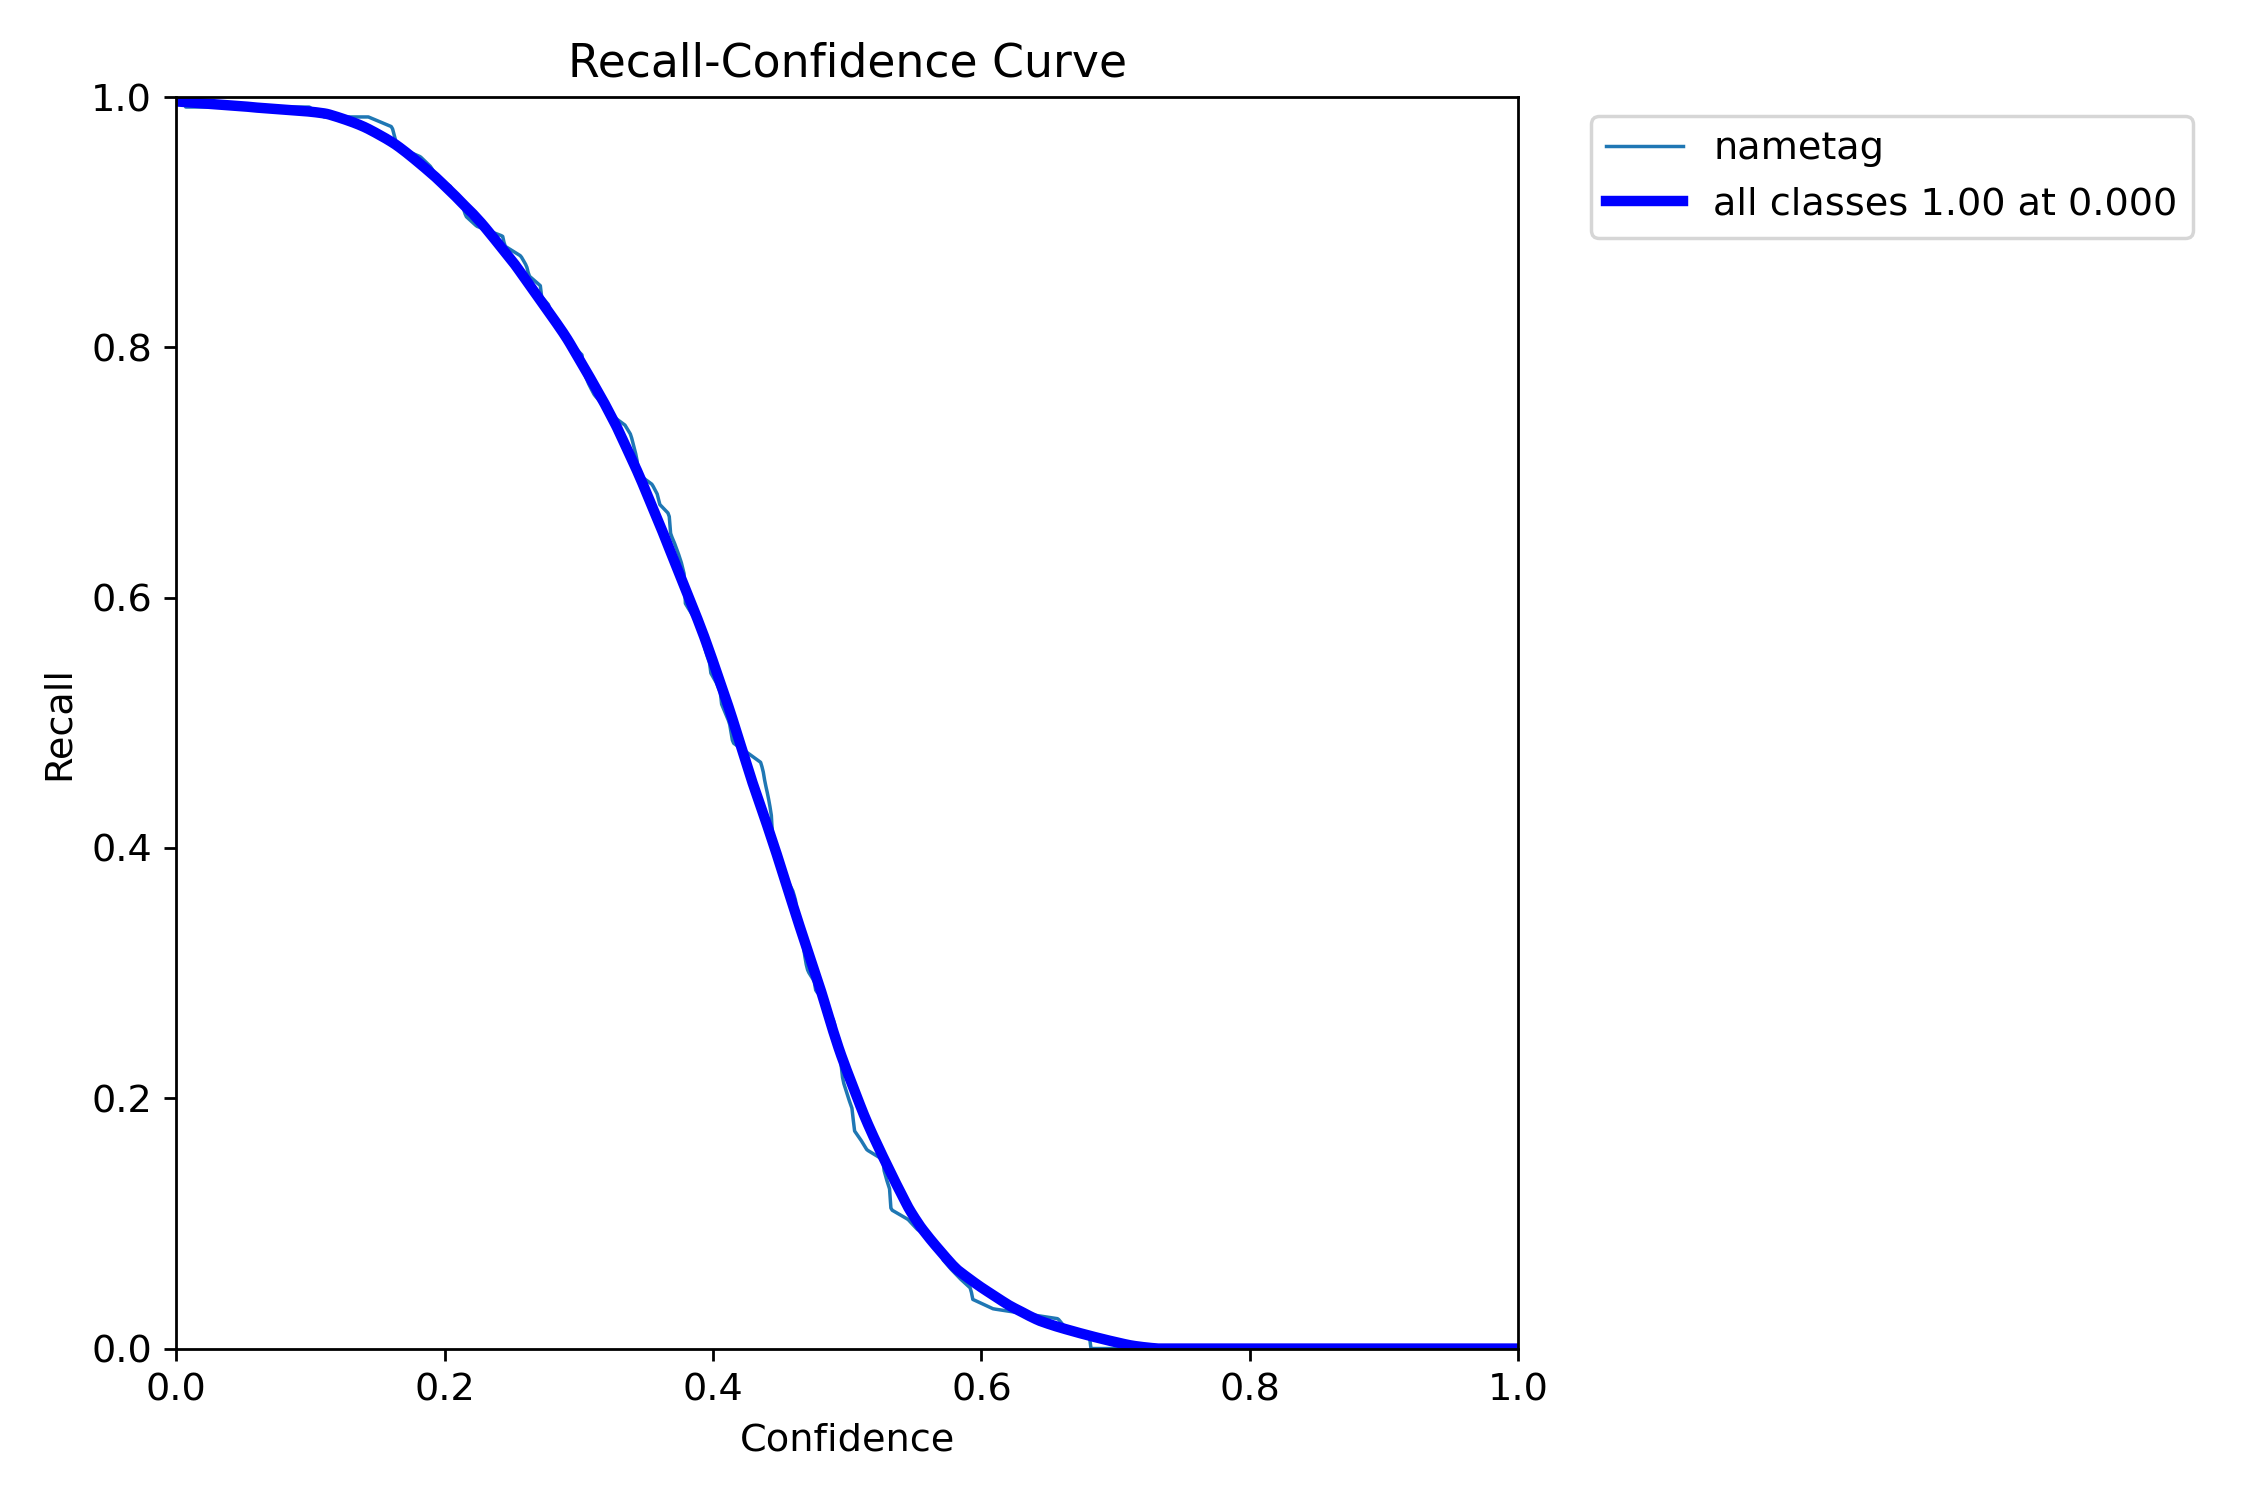 Recall-Confidence Curve
1.0
0.8
0.6
0.4
0.2
0.0
Recall
0.0 0.2 0.4 0.6 0.8 1.0
Confidence
nametag
all classes 1.00 at 0.000